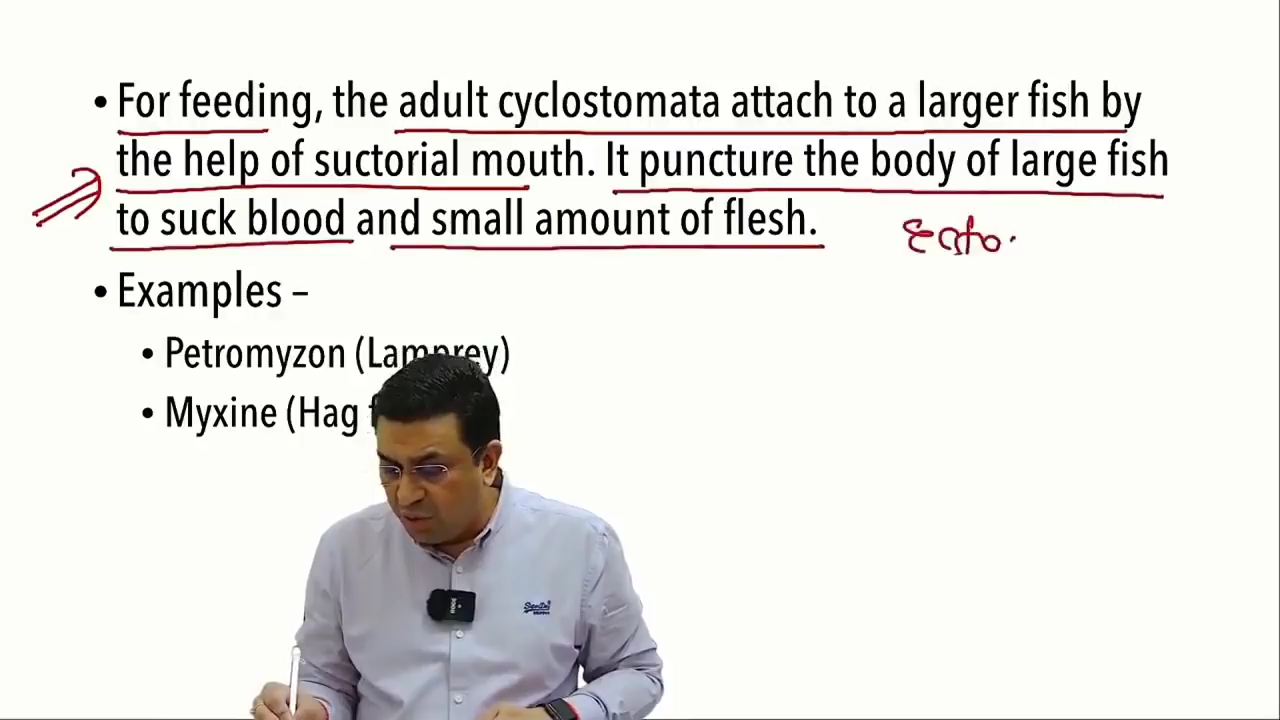 • For feeding, the adult cyclostomata attach to a larger fish by
the help of suctorial mouth. It puncture the body of large fish
to suck blood and small amount of flesh.
Ecto.
• Examples –
• Petromyzon (Lamprey)
• Myxine (Hag